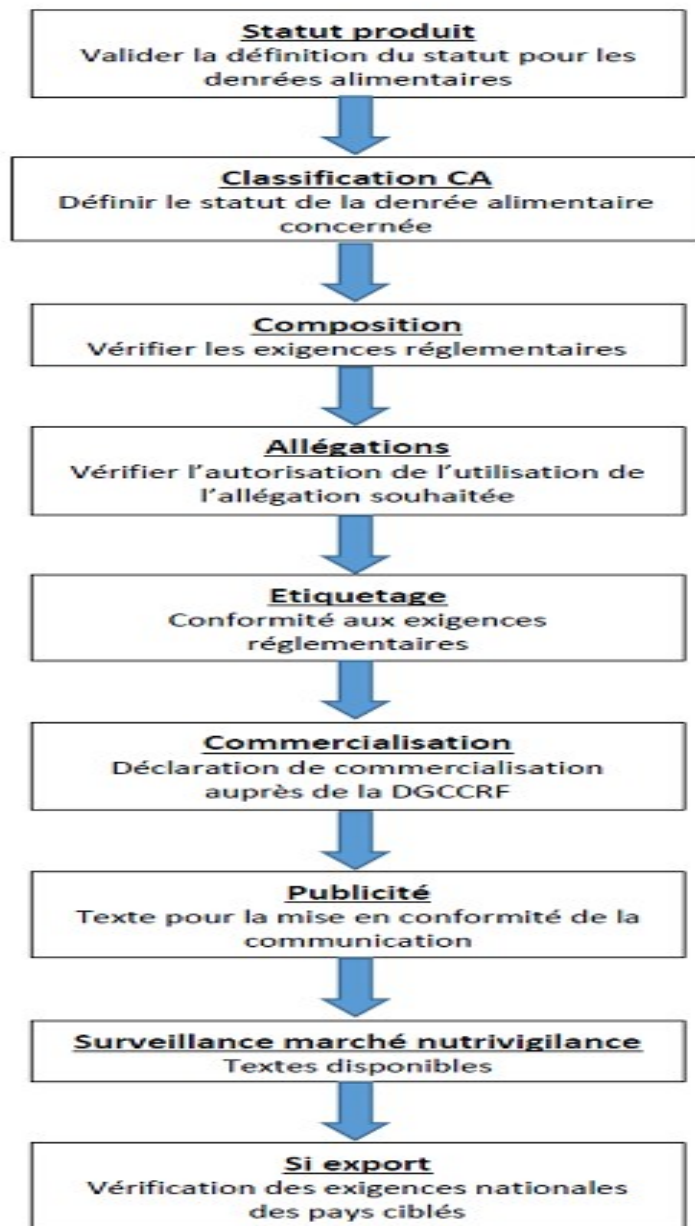 Statut produit
Valider la définition du statut pour les
denrées alimentaires
Classification CA
Définir le statut de la denrée alimentaire
concernée
Composition
Vérifier les exigences réglementaires
Allégations
Vérifier l'autorisation de l'utilisation de
l'allégation souhaitée
Etiquetage
Conformité aux exigences
réglementaires
Commercialisation
Déclaration de commercialisation
auprès de la DGCCRF
Publicité
Texte pour la mise en conformité de la
communication
Surveillance marché nutrivigilance
Textes disponibles
Si export
Vérification des exigences nationales
des pays ciblés